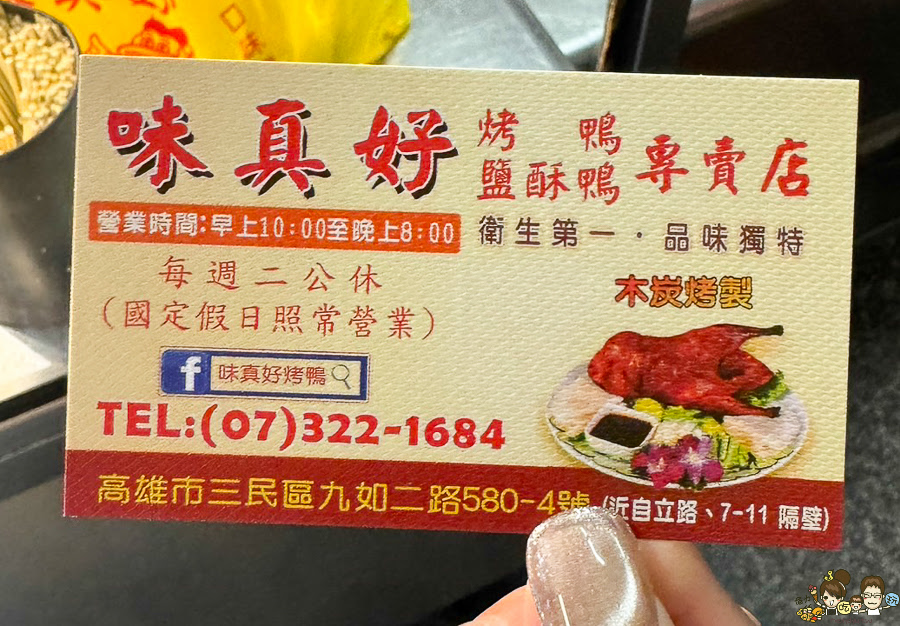 味真好
烤鴨
鹽酥鴨
專賣店
營業時間:早上10:00至晚上8:00
衛生第一・品味獨特
每週二公休
(國定假日照常營業)
木炭烤製
f 味真好烤鴨
TEL:(07)322-1684
高雄市三民區九如二路580-4號 (近自立路、7-11 隔壁)